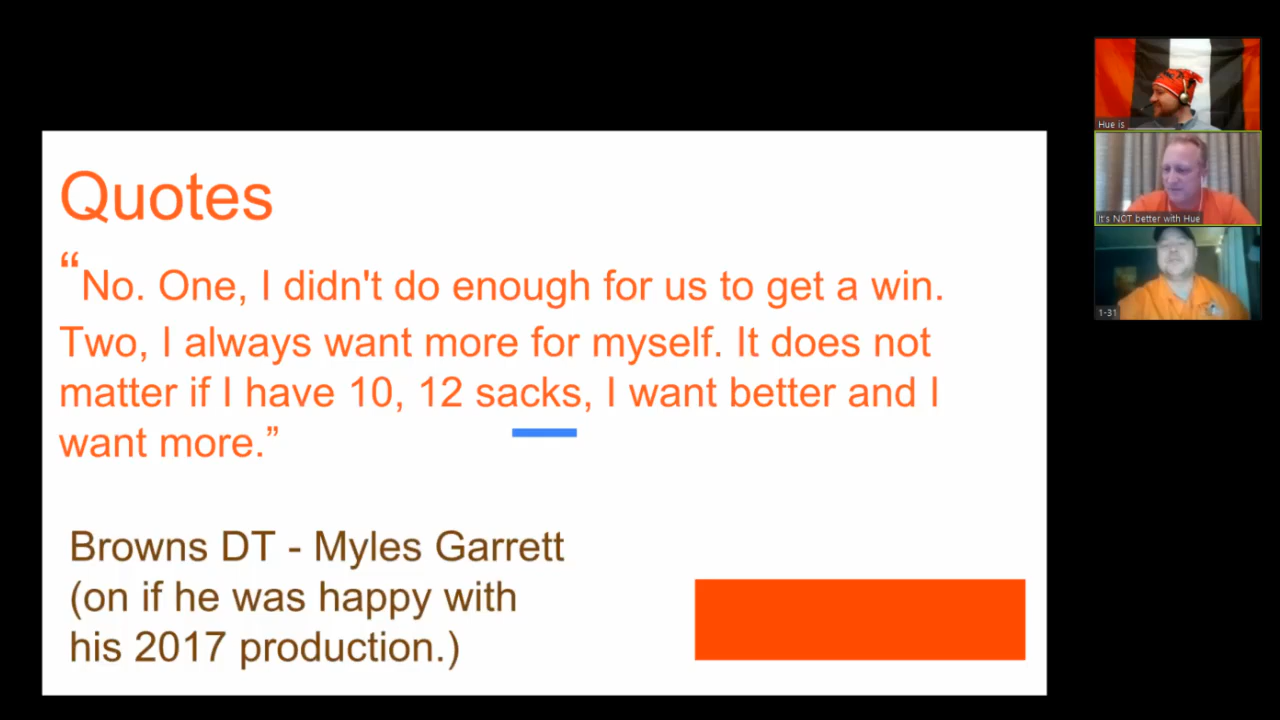 Quotes
“No. One, I didn't do enough for us to get a win.
Two, I always want more for myself. It does not
matter if I have 10, 12 sacks, I want better and I
want more.”
Browns DT - Myles Garrett
(on if he was happy with
his 2017 production.)
Hue is
It's NOT better with Hue
1-31